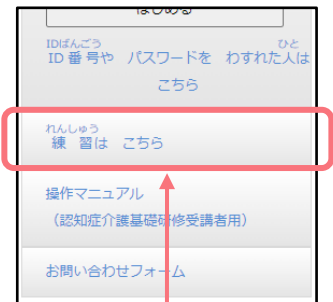 はじめる
IDばんごう ひと
ID 番 号や パスワードを わすれた人は
こちら
れんしゅう
練 習は こちら
操作マニュアル
（認知症介護基礎研修受講者用）
お問い合わせフォーム